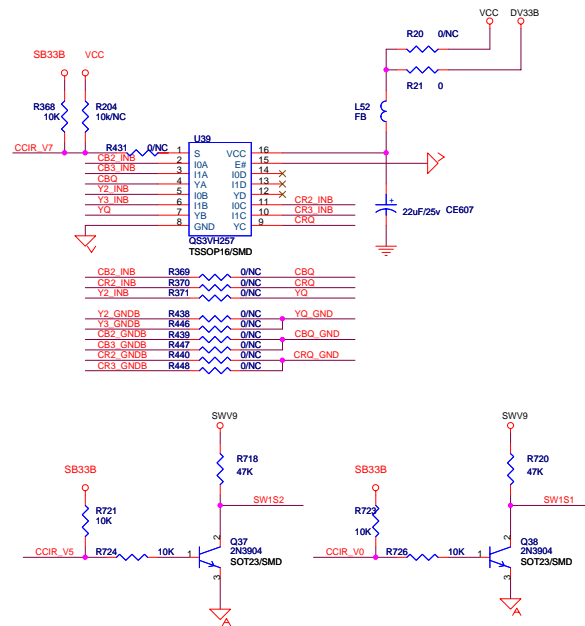 R20 0/NC
VCC DV33B
R21 0
SB33B VCC
R368 10K
R204 10k/NC
L52 FB
CCIR_V7 R431 0/NC
U39
CB2_INB
CB3_INB
CBQ
Y2_INB
Y3_INB
YQ
1 S VCC 16
2 I0A E# 15
3 I1A I0D 14
4 YA I1D 13
5 I0B YD 12
6 I1B I0C 11
7 YB I1C 10
8 GND YC 9
CR2_INB
CR3_INB
CRQ
QS3VH257
TSSOP16/SMD
+
22uF/25v CE607
CB2_INB R369 0/NC CBQ
CR2_INB R370 0/NC CRQ
Y2_INB R371 0/NC YQ
Y2_GNDB R438 0/NC YQ_GND
Y3_GNDB R446 0/NC
CB2_GNDB R439 0/NC CBQ_GND
CB3_GNDB R447 0/NC
CR2_GNDB R440 0/NC CRQ_GND
CR3_GNDB R448 0/NC
SWV9
R718
47K
SB33B
R721
10K
SW1S2
CCIR_V5 R724 10K 1
2
Q37
2N3904
SOT23/SMD
3
A
SWV9
R720
47K
SB33B
R723
10K
SW1S1
CCIR_V0 R726 10K 1
2
Q38
2N3904
SOT23/SMD
3
A